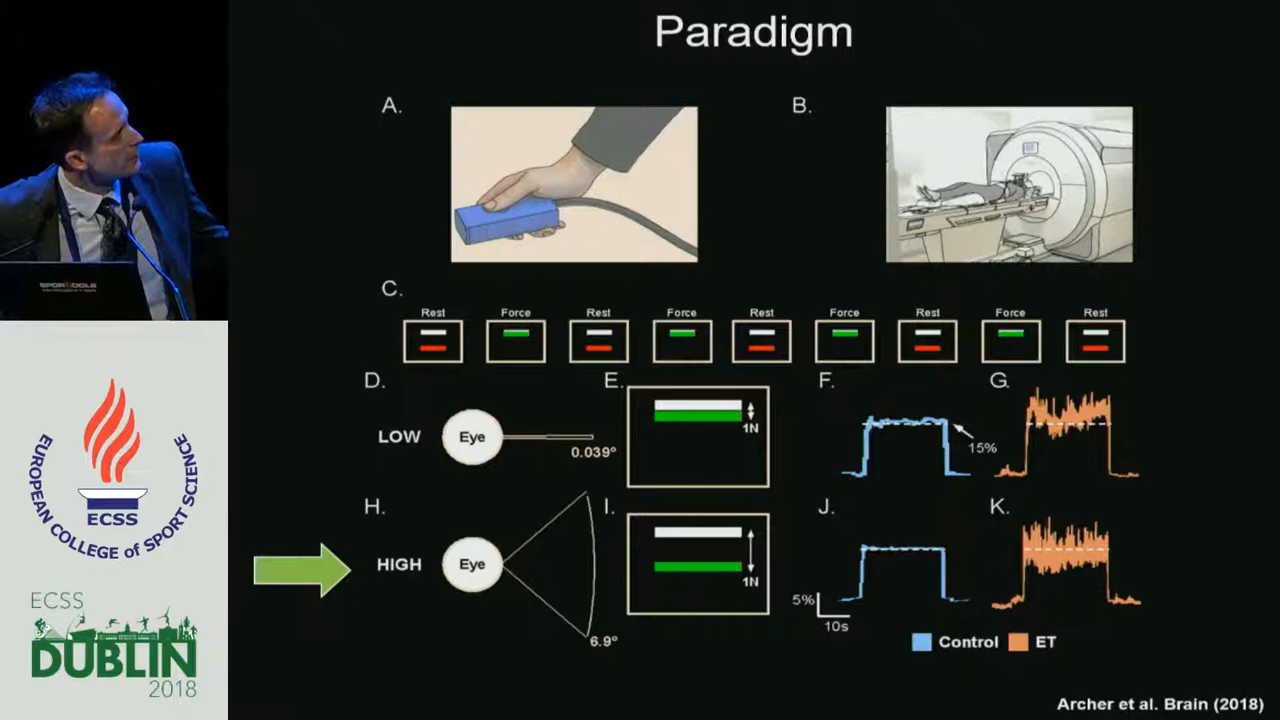 Paradigm
A.
B.
C.
Rest Force Rest Force Rest Force Rest Force Rest
D.
LOW
Eye
0.039°
E.
1N
F.
15%
G.
H.
HIGH
Eye
6.9°
I.
1N
J.
5%
10s
K.
Control ET
Archer et al. Brain (2018)
EUROPEAN COLLEGE of SPORT SCIENCE
ECSS
ECSS
DUBLIN
2018